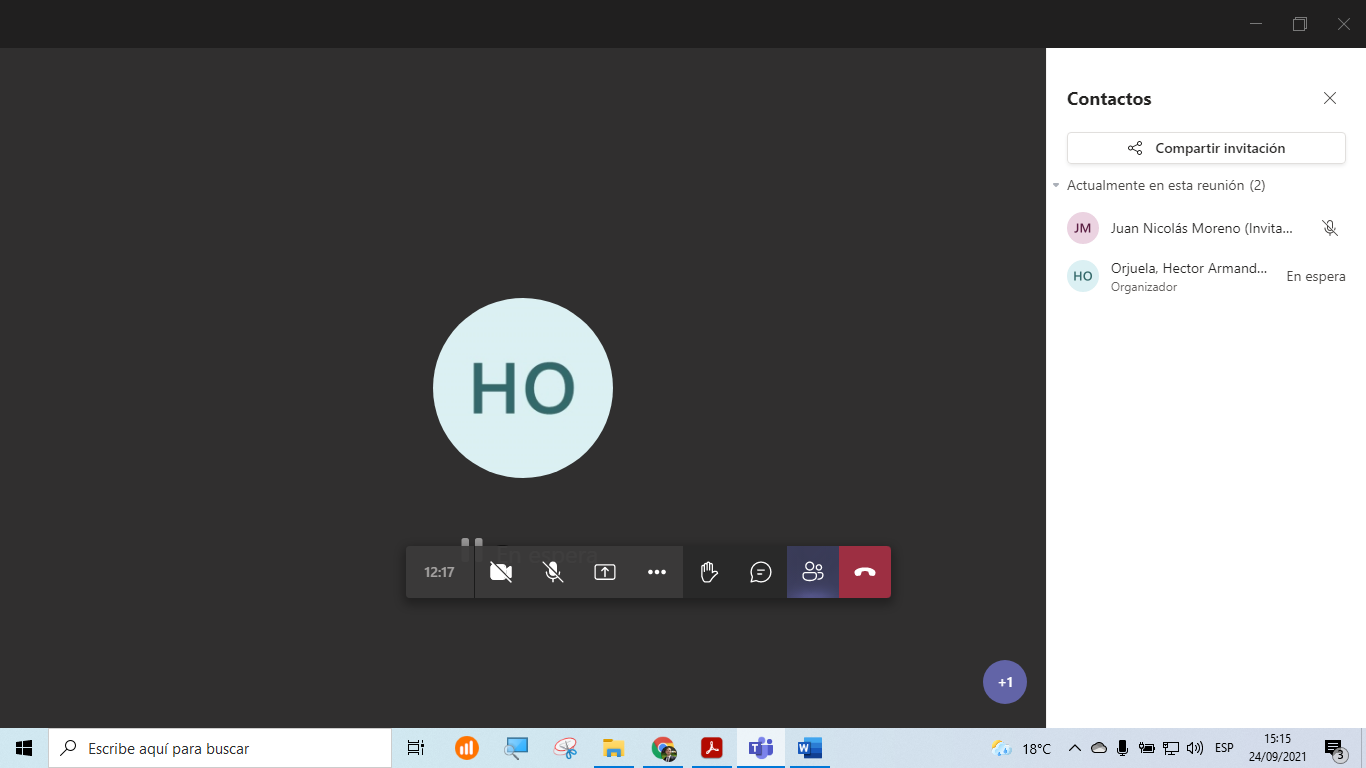 Contactos
Compartir invitación
Actualmente en esta reunión (2)
JM
Juan Nicolás Moreno (Invita...
HO
Orjuela, Hector Armand...
Organizador
En espera
HO
En espera
12:17
+1
Escribe aquí para buscar
18°C
ESP
15:15
24/09/2021
3